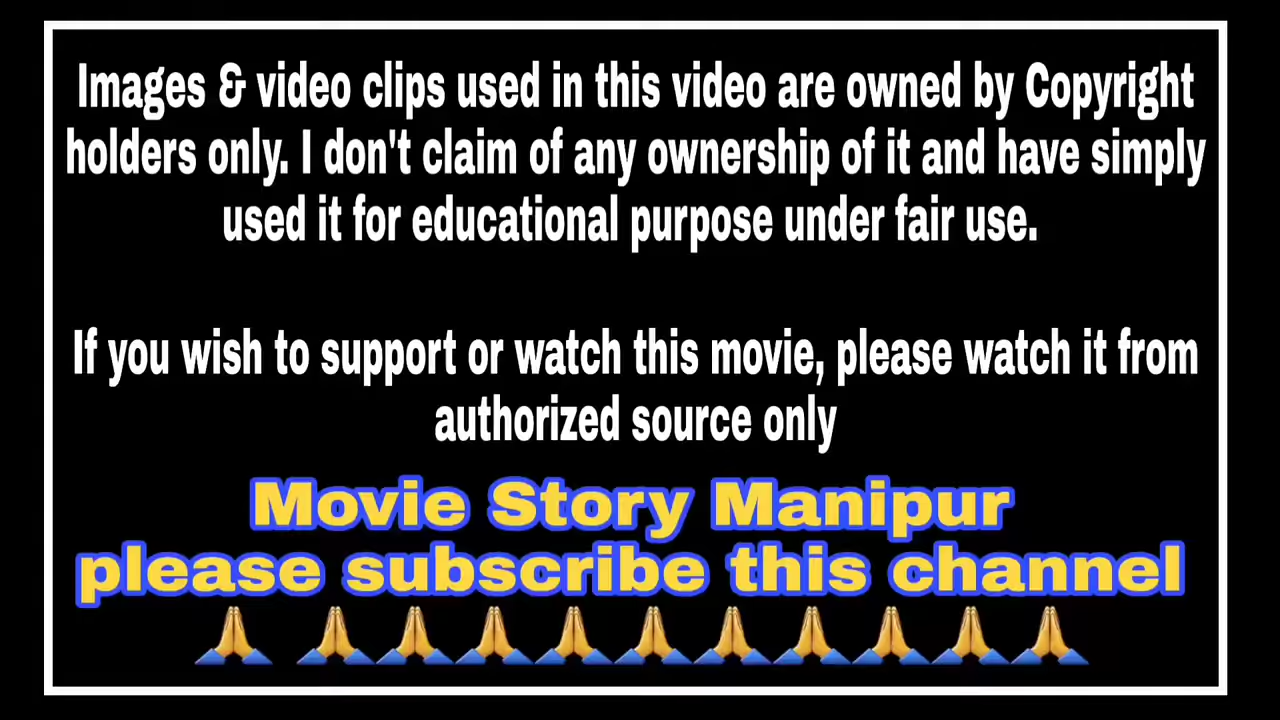 Images & video clips used in this video are owned by Copyright
holders only. I don't claim of any ownership of it and have simply
used it for educational purpose under fair use.
If you wish to support or watch this movie, please watch it from
authorized source only
Movie Story Manipur
please subscribe this channel
🙏 🙏🙏🙏🙏🙏🙏🙏🙏🙏🙏